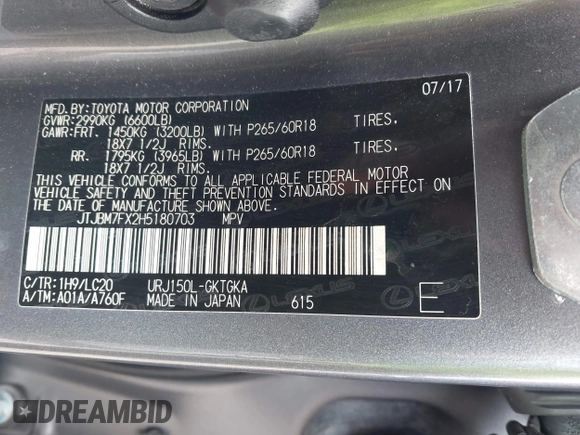 MFD.BY:TOYOTA MOTOR CORPORATION 07/17
GVWR:2990KG (6600LB)
GAWR:FRT. 1450KG (3200LB) WITH P265/60R18 TIRES.
18X7 1/2J RIMS.
RR. 1795KG (3965LB) WITH P265/60R18 TIRES.
18X7 1/2J RIMS.
THIS VEHICLE CONFORMS TO ALL APPLICABLE FEDERAL MOTOR
VEHICLE SAFETY AND THEFT PREVENTION STANDARDS IN EFFECT ON
THE DATE OF MANUFACTURE SHOWN ABOVE.
JTJBM7FX2H5180703 MPV
C/TR:1H9/LC20 URJ150L-GKTGKA
A/TM:A01A/A760F MADE IN JAPAN 615 E
LEXUS
DREAMBID